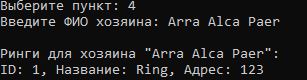 Выберите пункт: 4
Введите ФИО хозяина: Arra Alca Paer
Ринги для хозяина "Arra Alca Paer":
ID: 1, Название: Ring, Адрес: 123